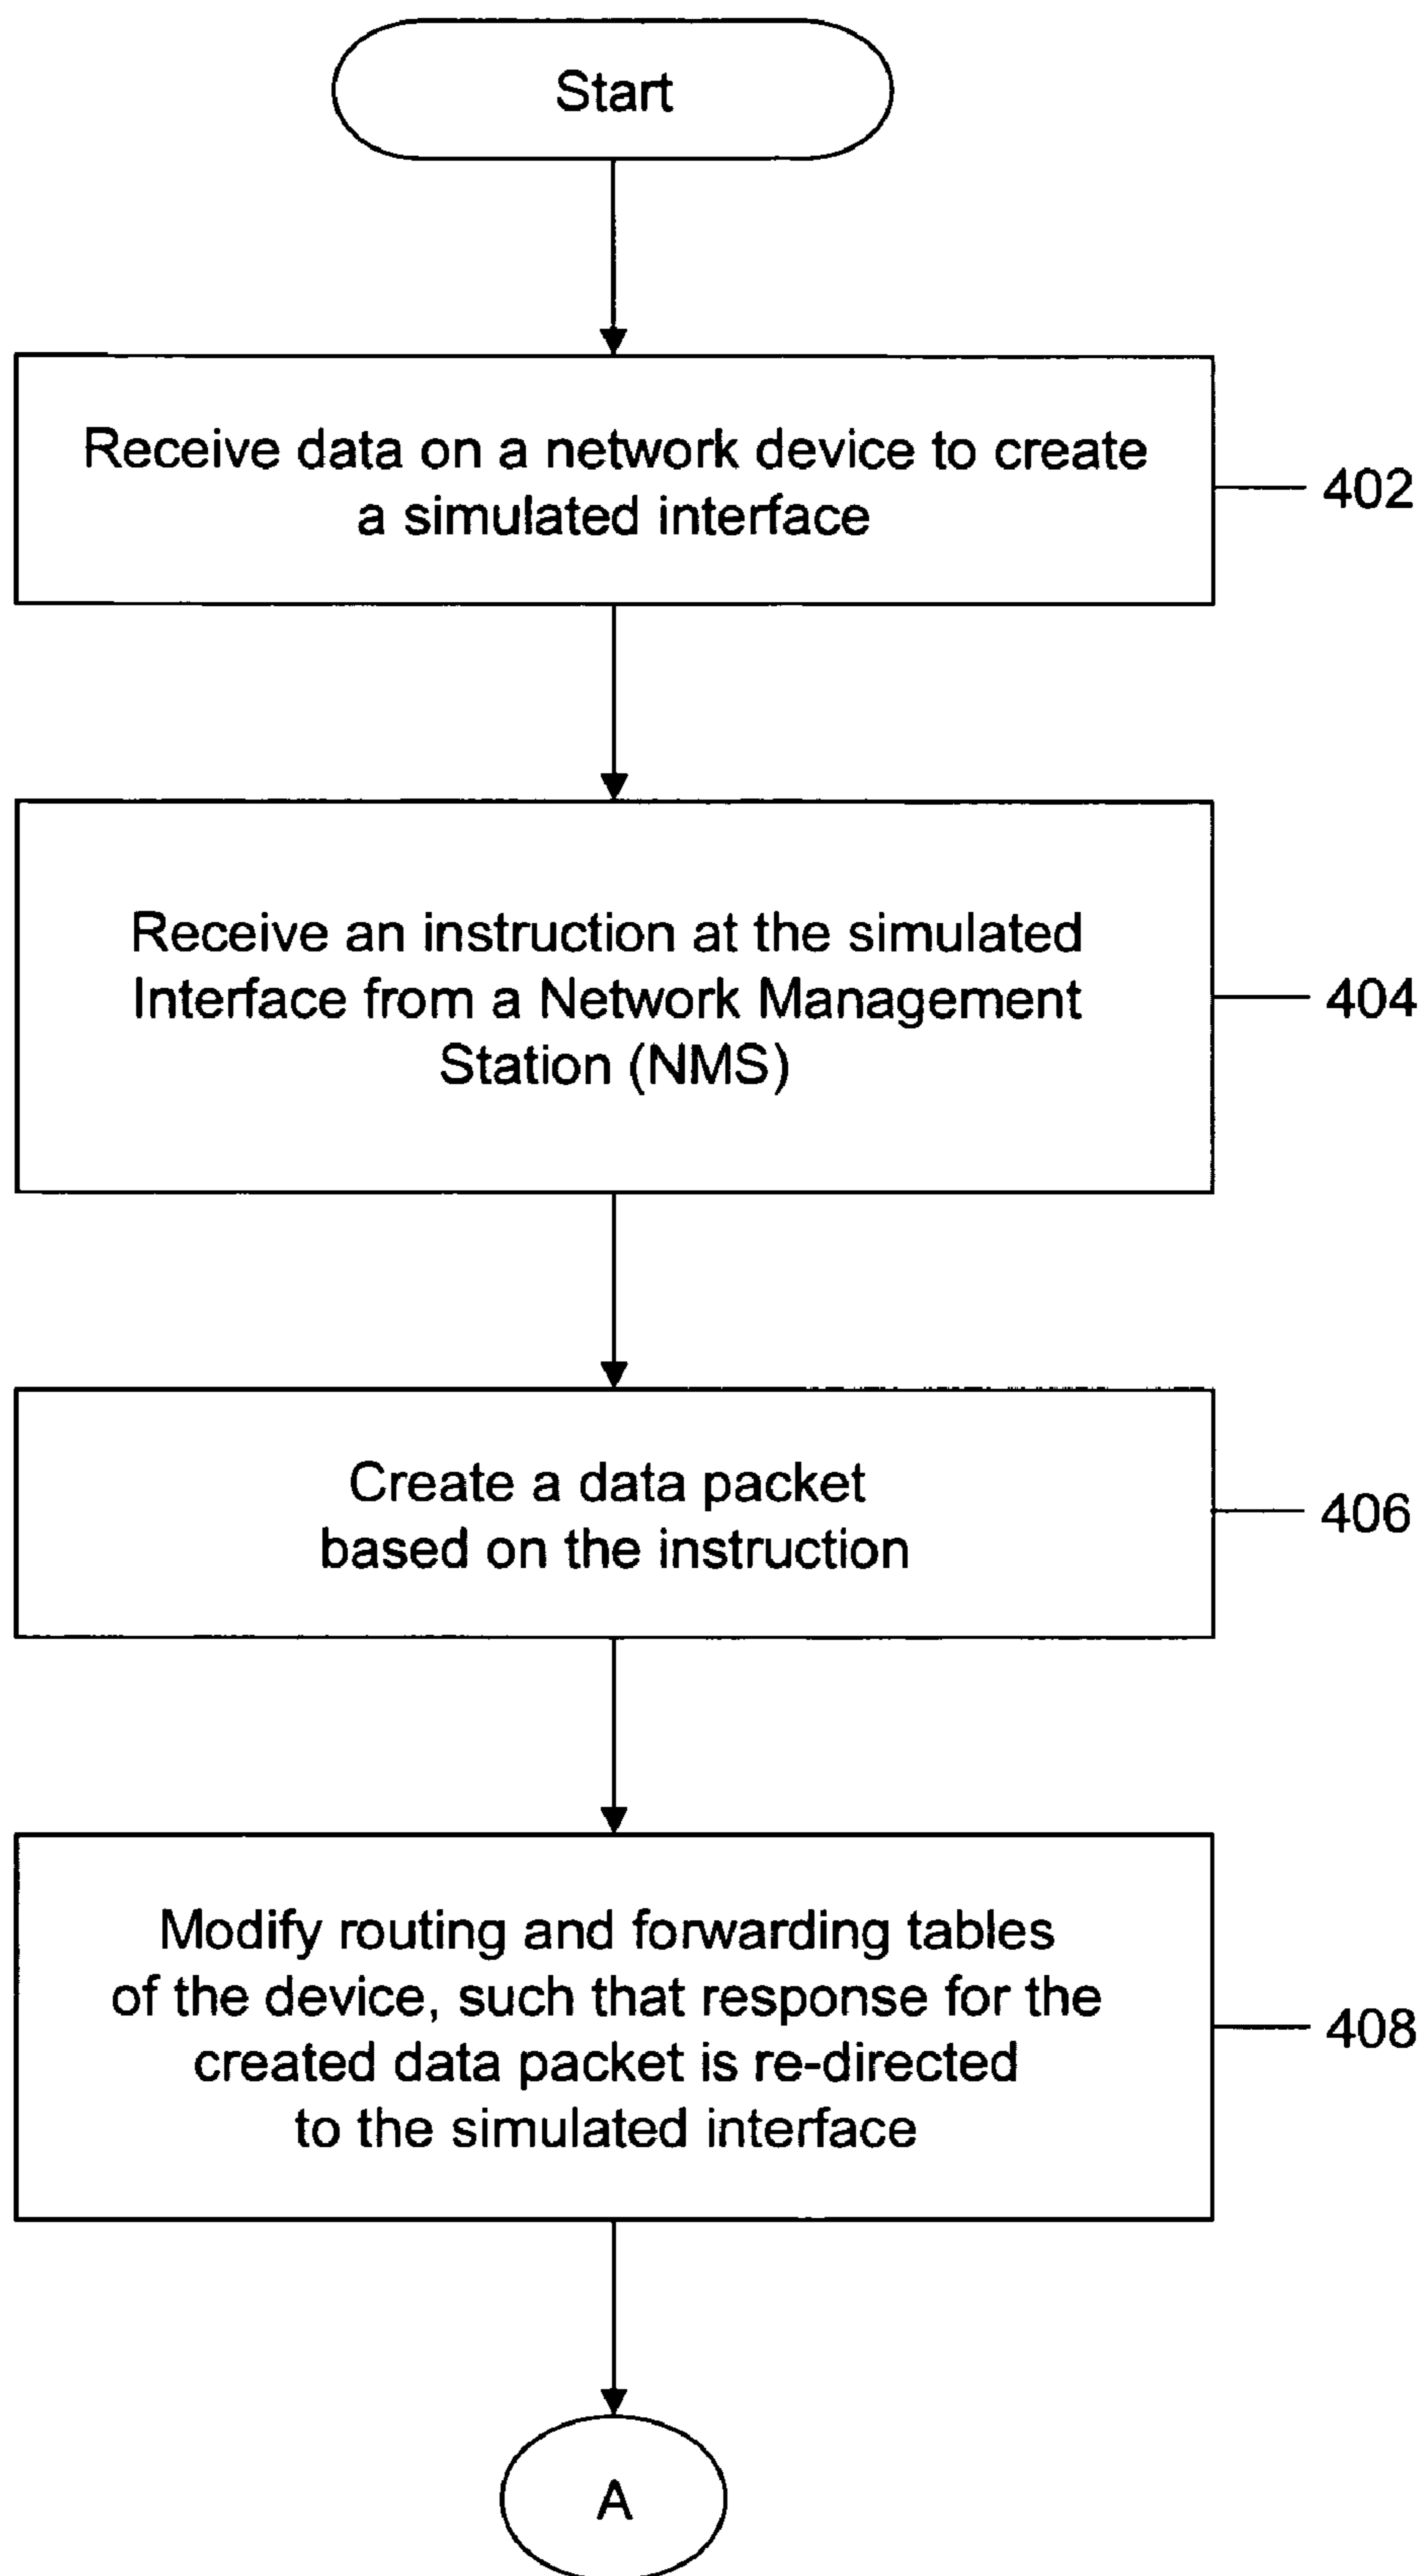 Start
Receive data on a network device to create
a simulated interface
402
Receive an instruction at the simulated
Interface from a Network Management
Station (NMS)
404
Create a data packet
based on the instruction
406
Modify routing and forwarding tables
of the device, such that response for the
created data packet is re-directed
to the simulated interface
408
A